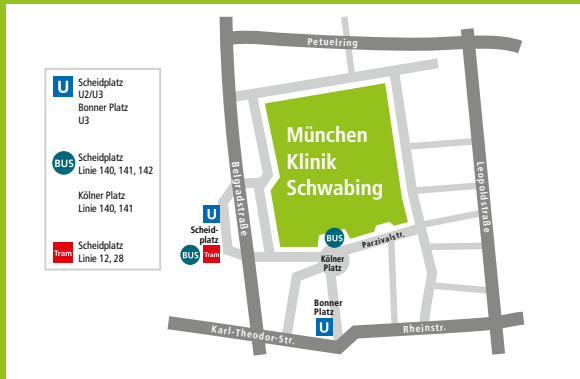 U Scheidplatz
U2/U3
Bonner Platz
U3
BUS Scheidplatz
Linie 140, 141, 142
Kölner Platz
Linie 140, 141
Tram Scheidplatz
Linie 12, 28
Petuelring
Belgradstraße
Leopoldstraße
München
Klinik
Schwabing
U
Scheid-
platz
BUS Tram
BUS
Kölner
Platz
Parzivalstr.
Bonner
Platz
U
Karl-Theodor-Str.
Rheinstr.